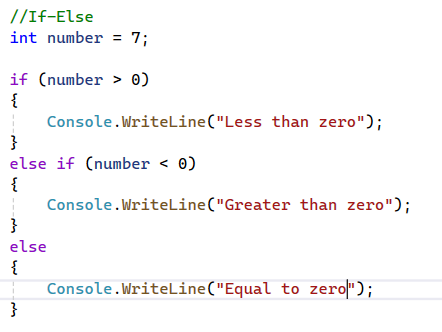 //If-Else
int number = 7;
if (number > 0)
{
Console.WriteLine("Less than zero");
}
else if (number < 0)
{
Console.WriteLine("Greater than zero");
}
else
{
Console.WriteLine("Equal to zero");
}